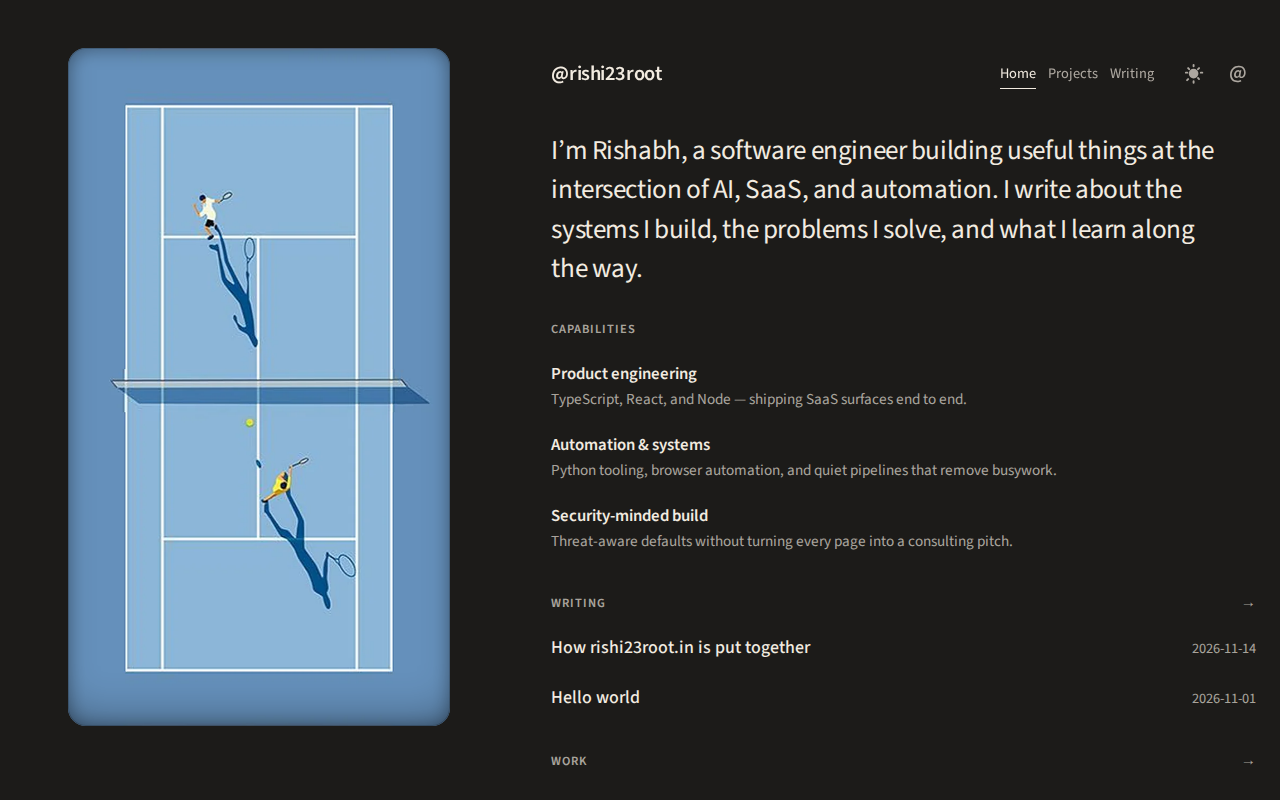 @rishi23root
Home Projects Writing @
I’m Rishabh, a software engineer building useful things at the
intersection of AI, SaaS, and automation. I write about the
systems I build, the problems I solve, and what I learn along
the way.
CAPABILITIES
Product engineering
TypeScript, React, and Node — shipping SaaS surfaces end to end.
Automation & systems
Python tooling, browser automation, and quiet pipelines that remove busywork.
Security-minded build
Threat-aware defaults without turning every page into a consulting pitch.
WRITING →
How rishi23root.in is put together 2026-11-14
Hello world 2026-11-01
WORK →